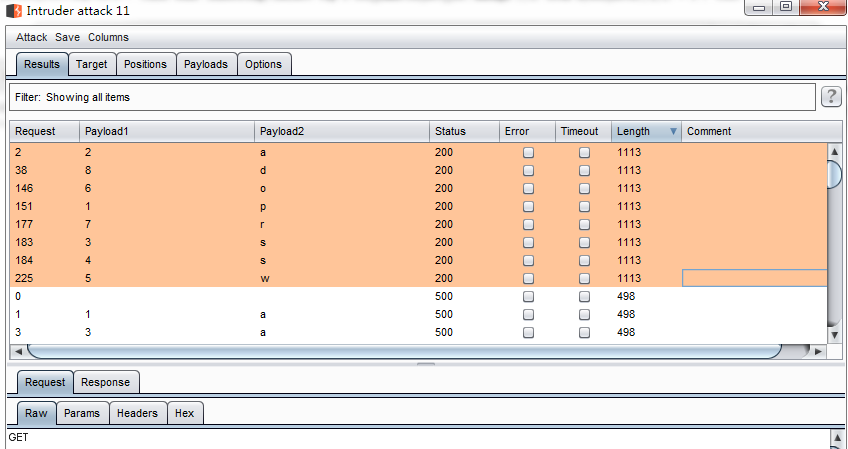 Intruder attack 11
Attack Save Columns
Results Target Positions Payloads Options
Filter: Showing all items ?
Request Payload1 Payload2 Status Error Timeout Length Comment
2 2 a 200 1113
38 8 d 200 1113
146 6 o 200 1113
151 1 p 200 1113
177 7 r 200 1113
183 3 s 200 1113
184 4 s 200 1113
225 5 w 200 1113
0 500 498
1 1 a 500 498
3 3 a 500 498
Request Response
Raw Params Headers Hex
GET